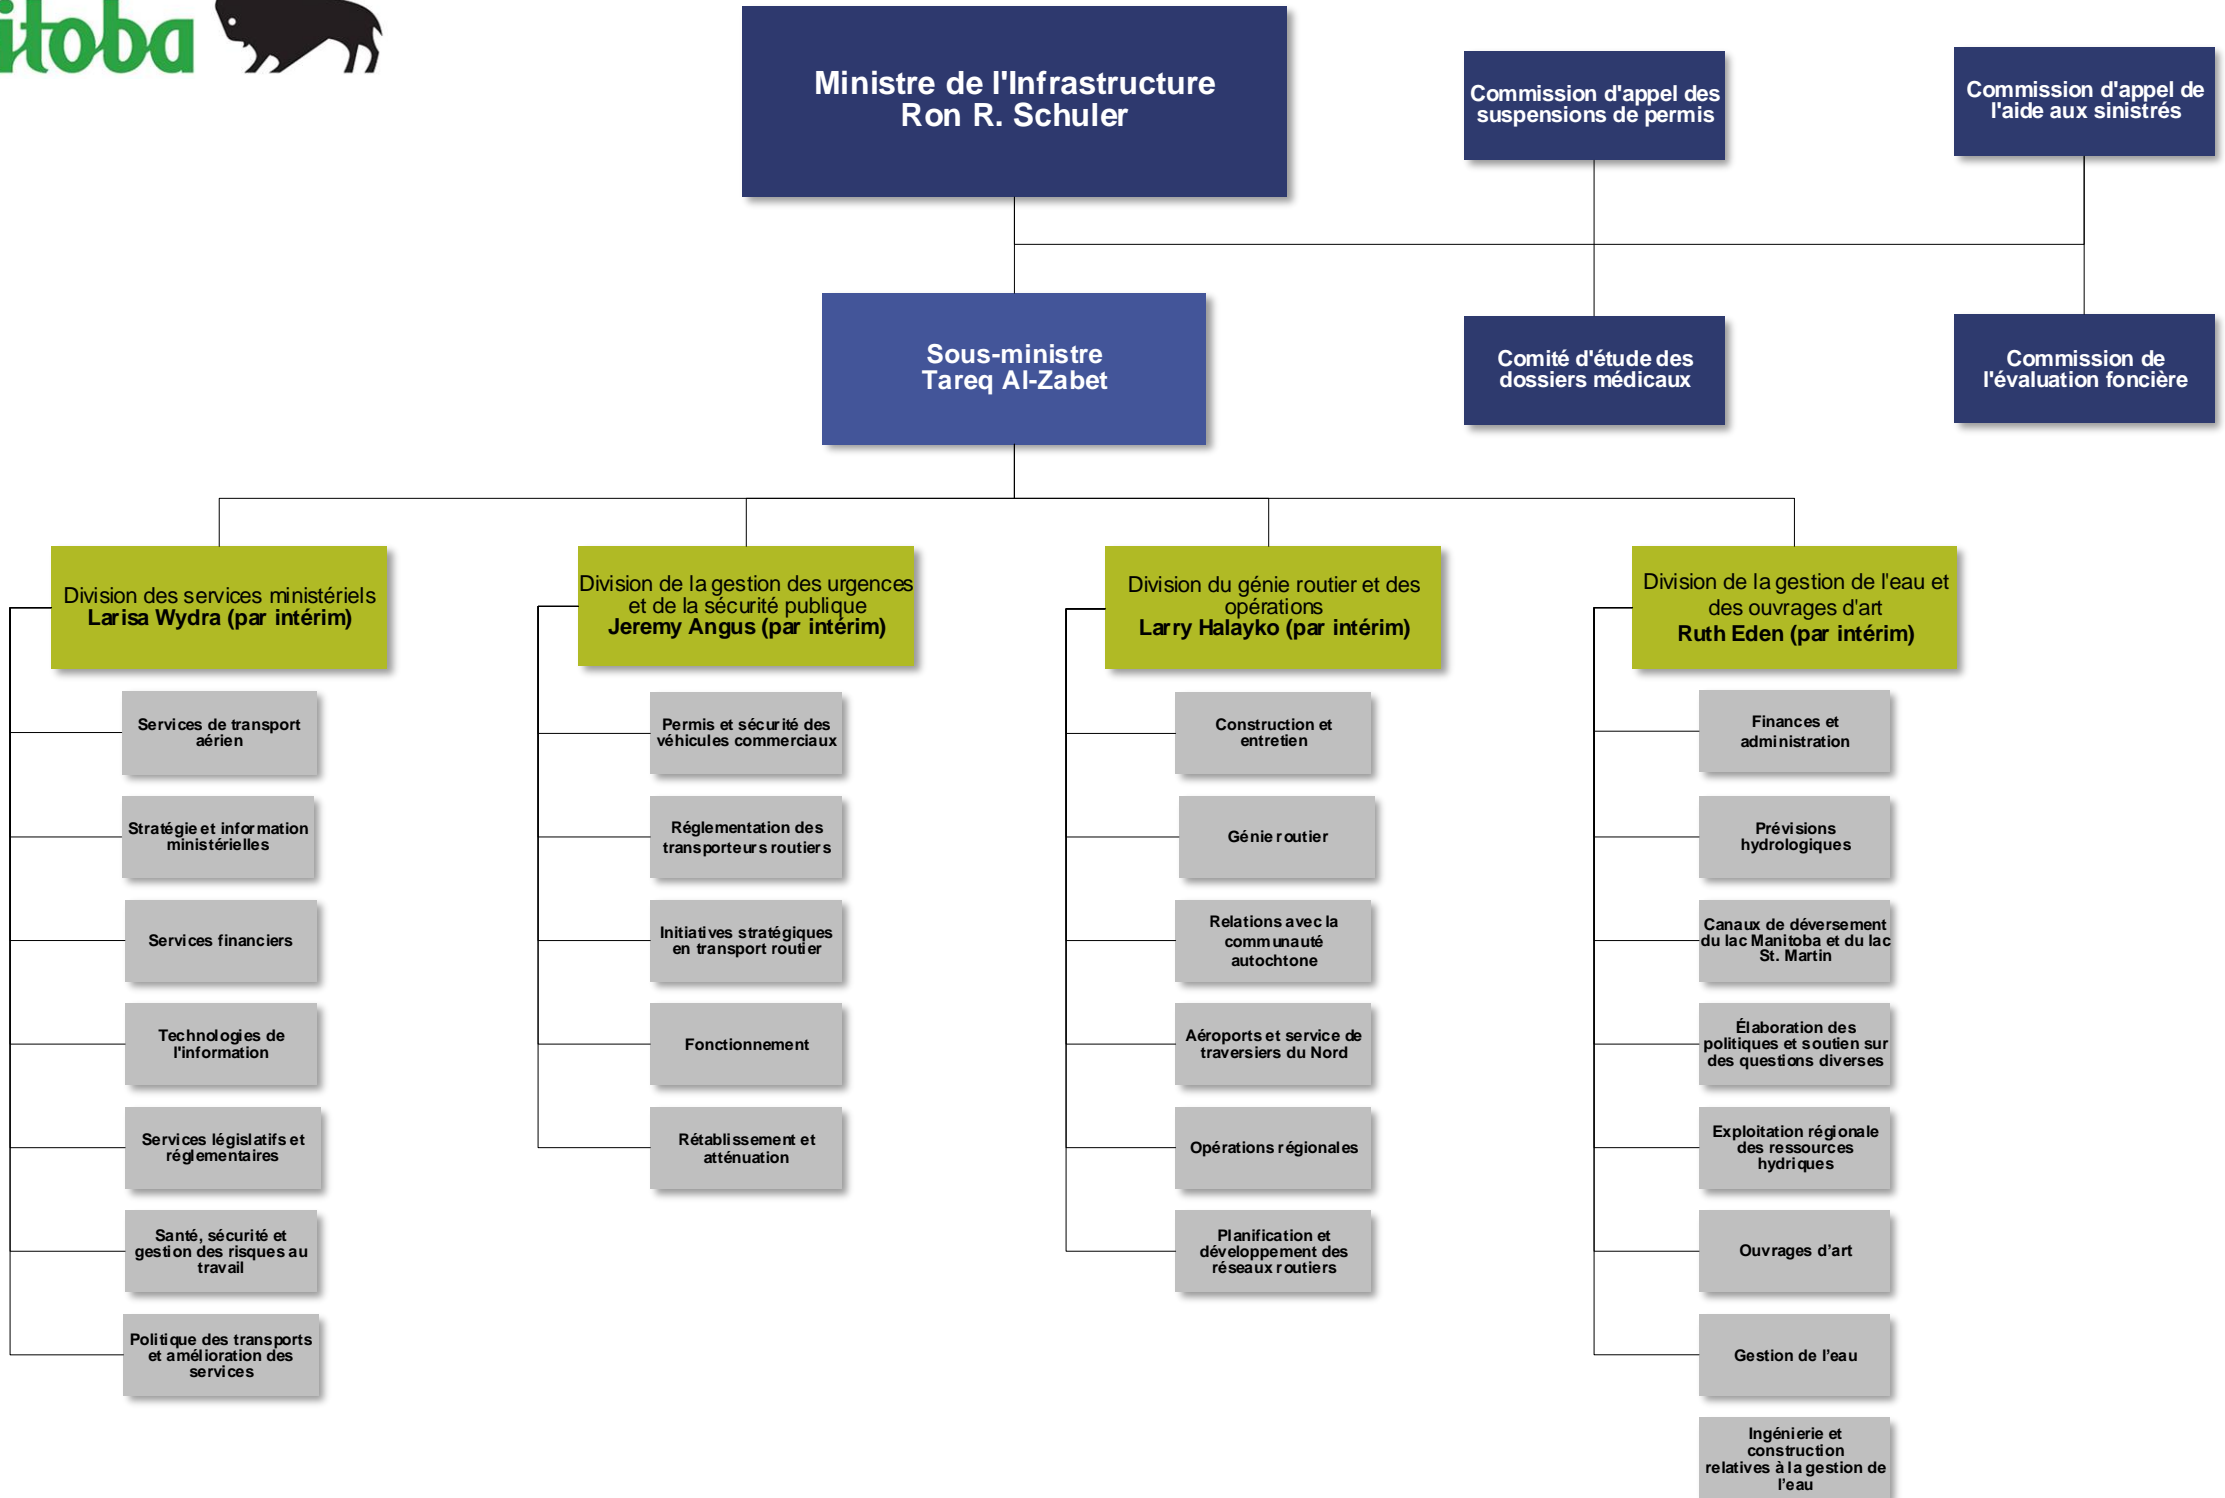 itoba
Ministre de l'Infrastructure
Ron R. Schuler
Commission d'appel des
suspensions de permis
Commission d'appel de
l'aide aux sinistrés
Sous-ministre
Tareq Al-Zabet
Comité d'étude des
dossiers médicaux
Commission de
l'évaluation foncière
Division des services ministériels
Larisa Wydra (par intérim)
Services de transport
aérien
Stratégie et information
ministérielles
Services financiers
Technologies de
l'information
Services législatifs et
réglementaires
Santé, sécurité et
gestion des risques au
travail
Politique des transports
et amélioration des
services
Division de la gestion des urgences
et de la sécurité publique
Jeremy Angus (par intérim)
Permis et sécurité des
véhicules commerciaux
Réglementation des
transporteurs routiers
Initiatives stratégiques
en transport routier
Fonctionnement
Rétablissement et
atténuation
Division du génie routier et des
opérations
Larry Halayko (par intérim)
Construction et
entretien
Génie routier
Relations avec la
communauté
autochtone
Aéroports et service de
traversiers du Nord
Opérations régionales
Planification et
développement des
réseaux routiers
Division de la gestion de l'eau et
des ouvrages d'art
Ruth Eden (par intérim)
Finances et
administration
Prévisions
hydrologiques
Canaux de déversement
du lac Manitoba et du lac
St. Martin
Élaboration des
politiques et soutien sur
des questions diverses
Exploitation régionale
des ressources
hydriques
Ouvrages d’art
Gestion de l’eau
Ingénierie et
construction
relatives à la gestion de
l’eau